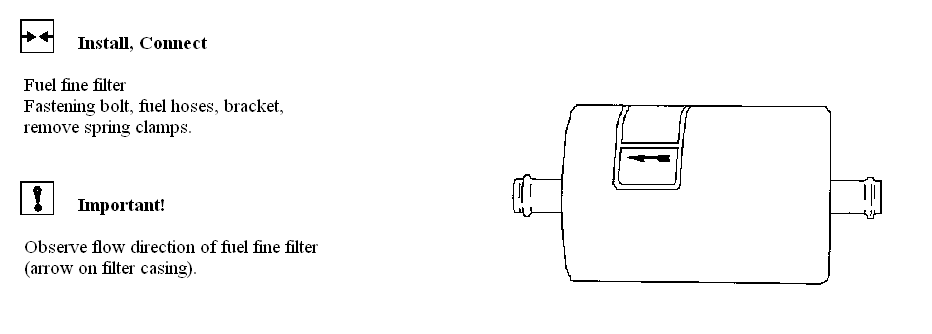 Install, Connect
Fuel fine filter
Fastening bolt, fuel hoses, bracket,
remove spring clamps.
Important!
Observe flow direction of fuel fine filter
(arrow on filter casing).